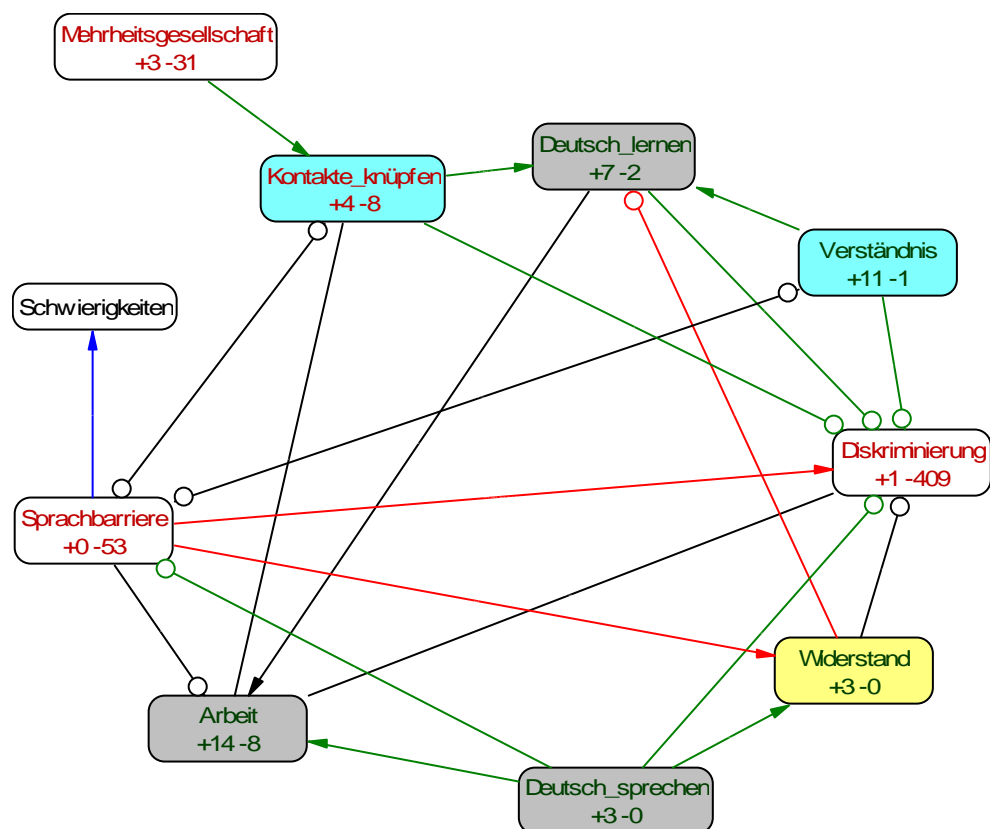 Mehrheitsgesellschaft
+3 -31
Deutsch_lernen
+7 -2
Kontakte_knüpfen
+4 -8
Verständnis
+11 -1
Schwierigkeiten
Diskriminierung
+1 -409
Sprachbarriere
+0 -53
Widerstand
+3 -0
Arbeit
+14 -8
Deutsch_sprechen
+3 -0